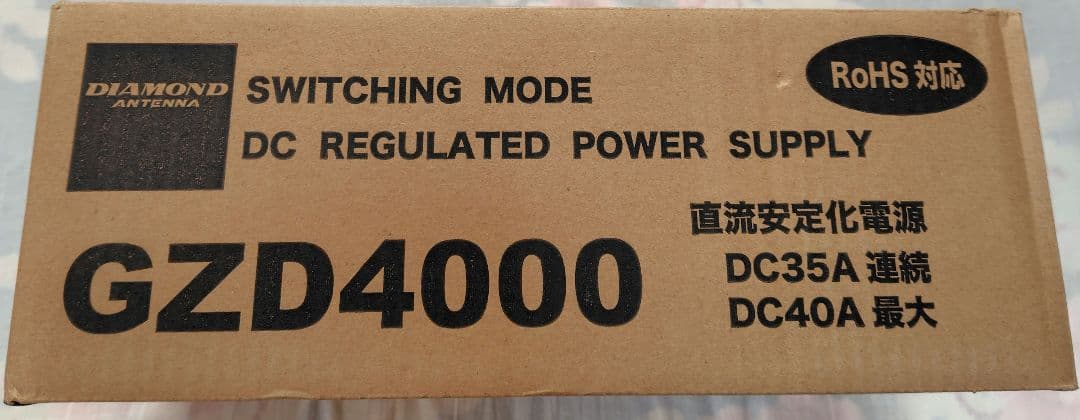 DIAMOND
ANTENNA
SWITCHING MODE
DC REGULATED POWER SUPPLY
RoHS 対応
GZD4000
直流安定化電源
DC35A 連続
DC40A 最大